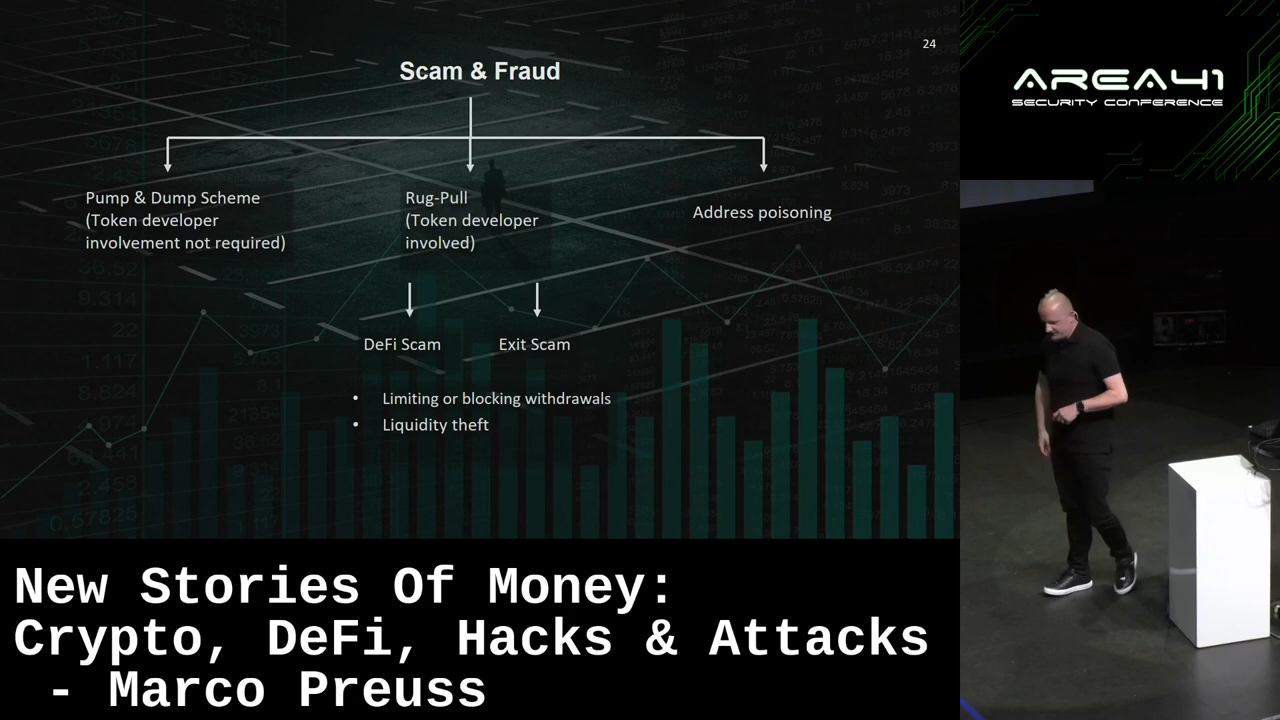 24
Scam & Fraud
Pump & Dump Scheme
(Token developer
involvement not required)
Rug-Pull
(Token developer
involved)
Address poisoning
DeFi Scam
Exit Scam
• Limiting or blocking withdrawals
• Liquidity theft
AREA41
SECURITY CONFERENCE
New Stories Of Money:
Crypto, DeFi, Hacks & Attacks
- Marco Preuss